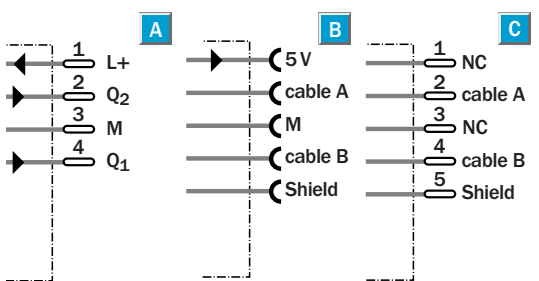 A
1 L+
2 Q2
3 M
4 Q1
B
5 V
cable A
M
cable B
Shield
C
1 NC
2 cable A
3 NC
4 cable B
5 Shield